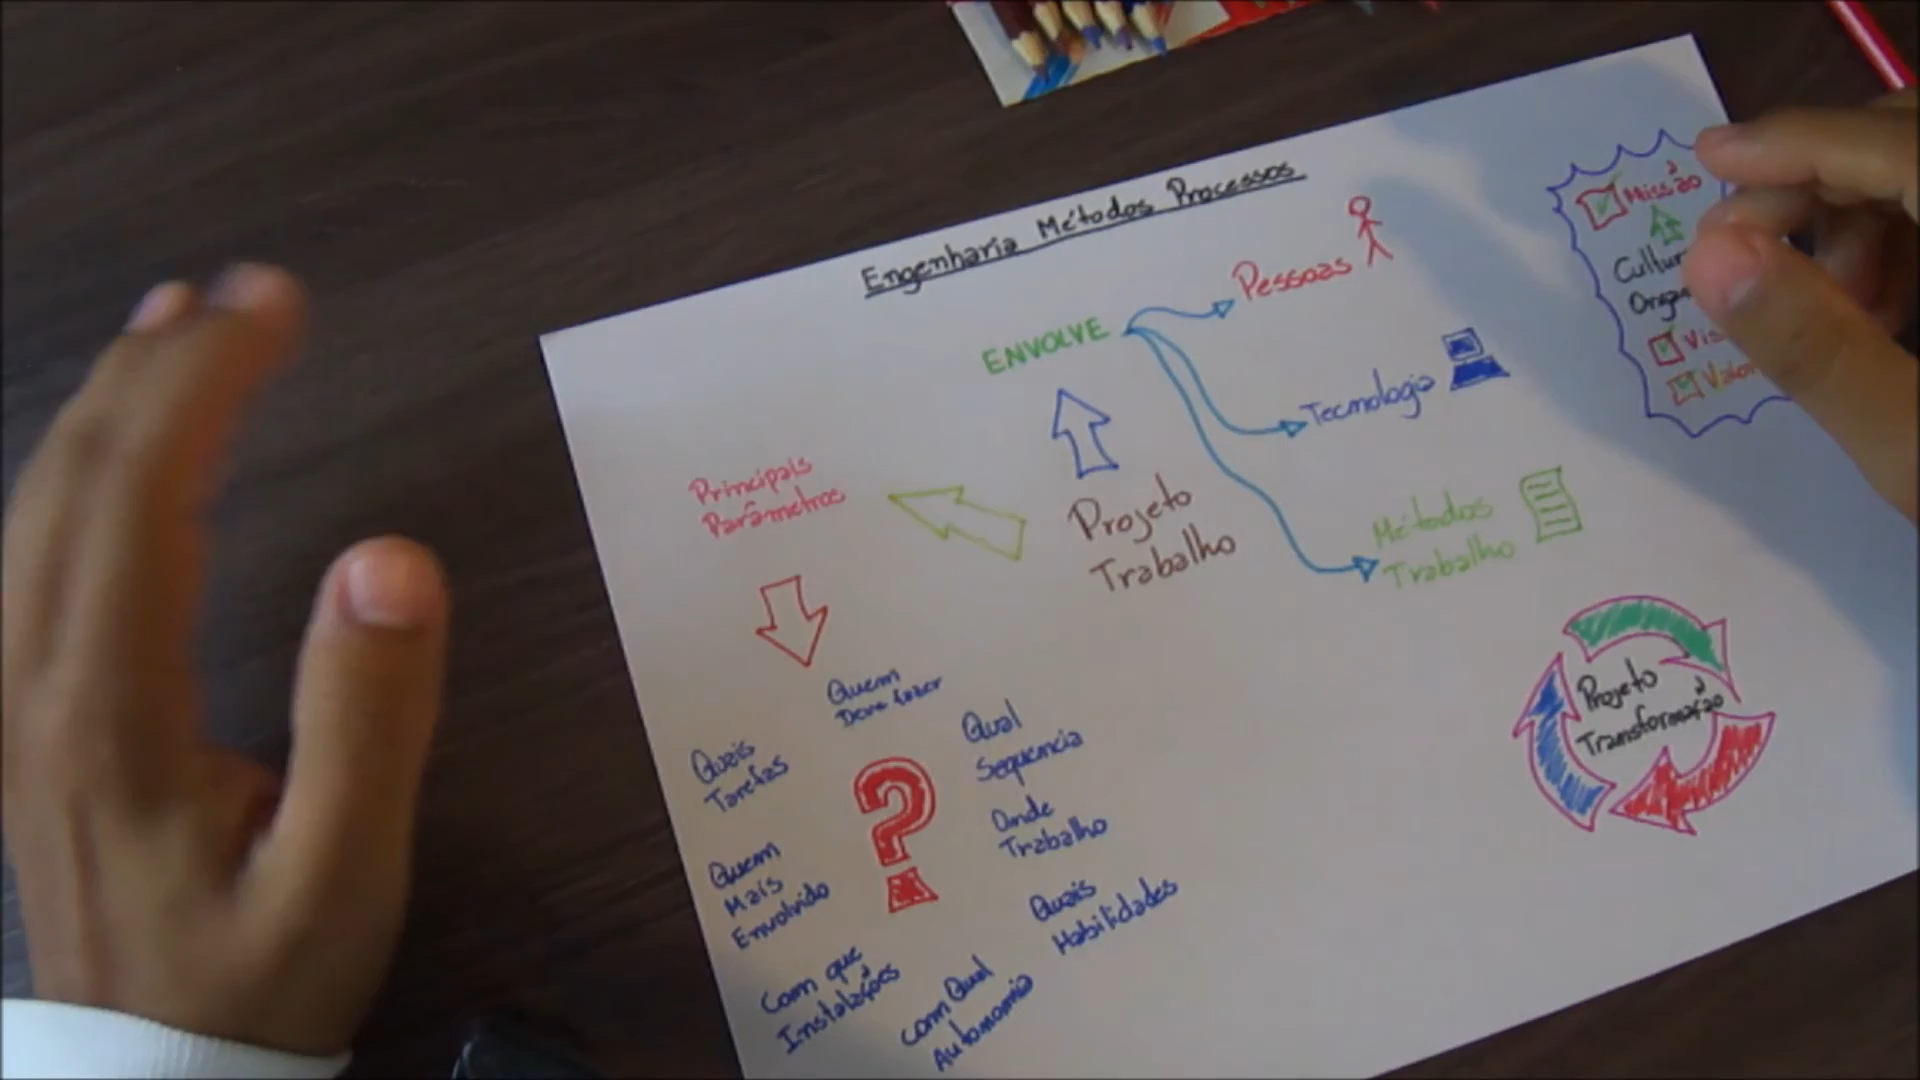 Engenharia Métodos Processos
ENVOLVE
Pessoas
Tecnologia
Métodos
Trabalho
Projeto
Trabalho
Principais
Parâmetros
Quem
Deve fazer
Quais
Tarefas
Qual
Sequencia
Onde
Trabalho
Quem
Mais
Envolvido
Quais
Habilidades
Com que
Instalações
Com Qual
Autonomia
Missão
Projeto
Transformação